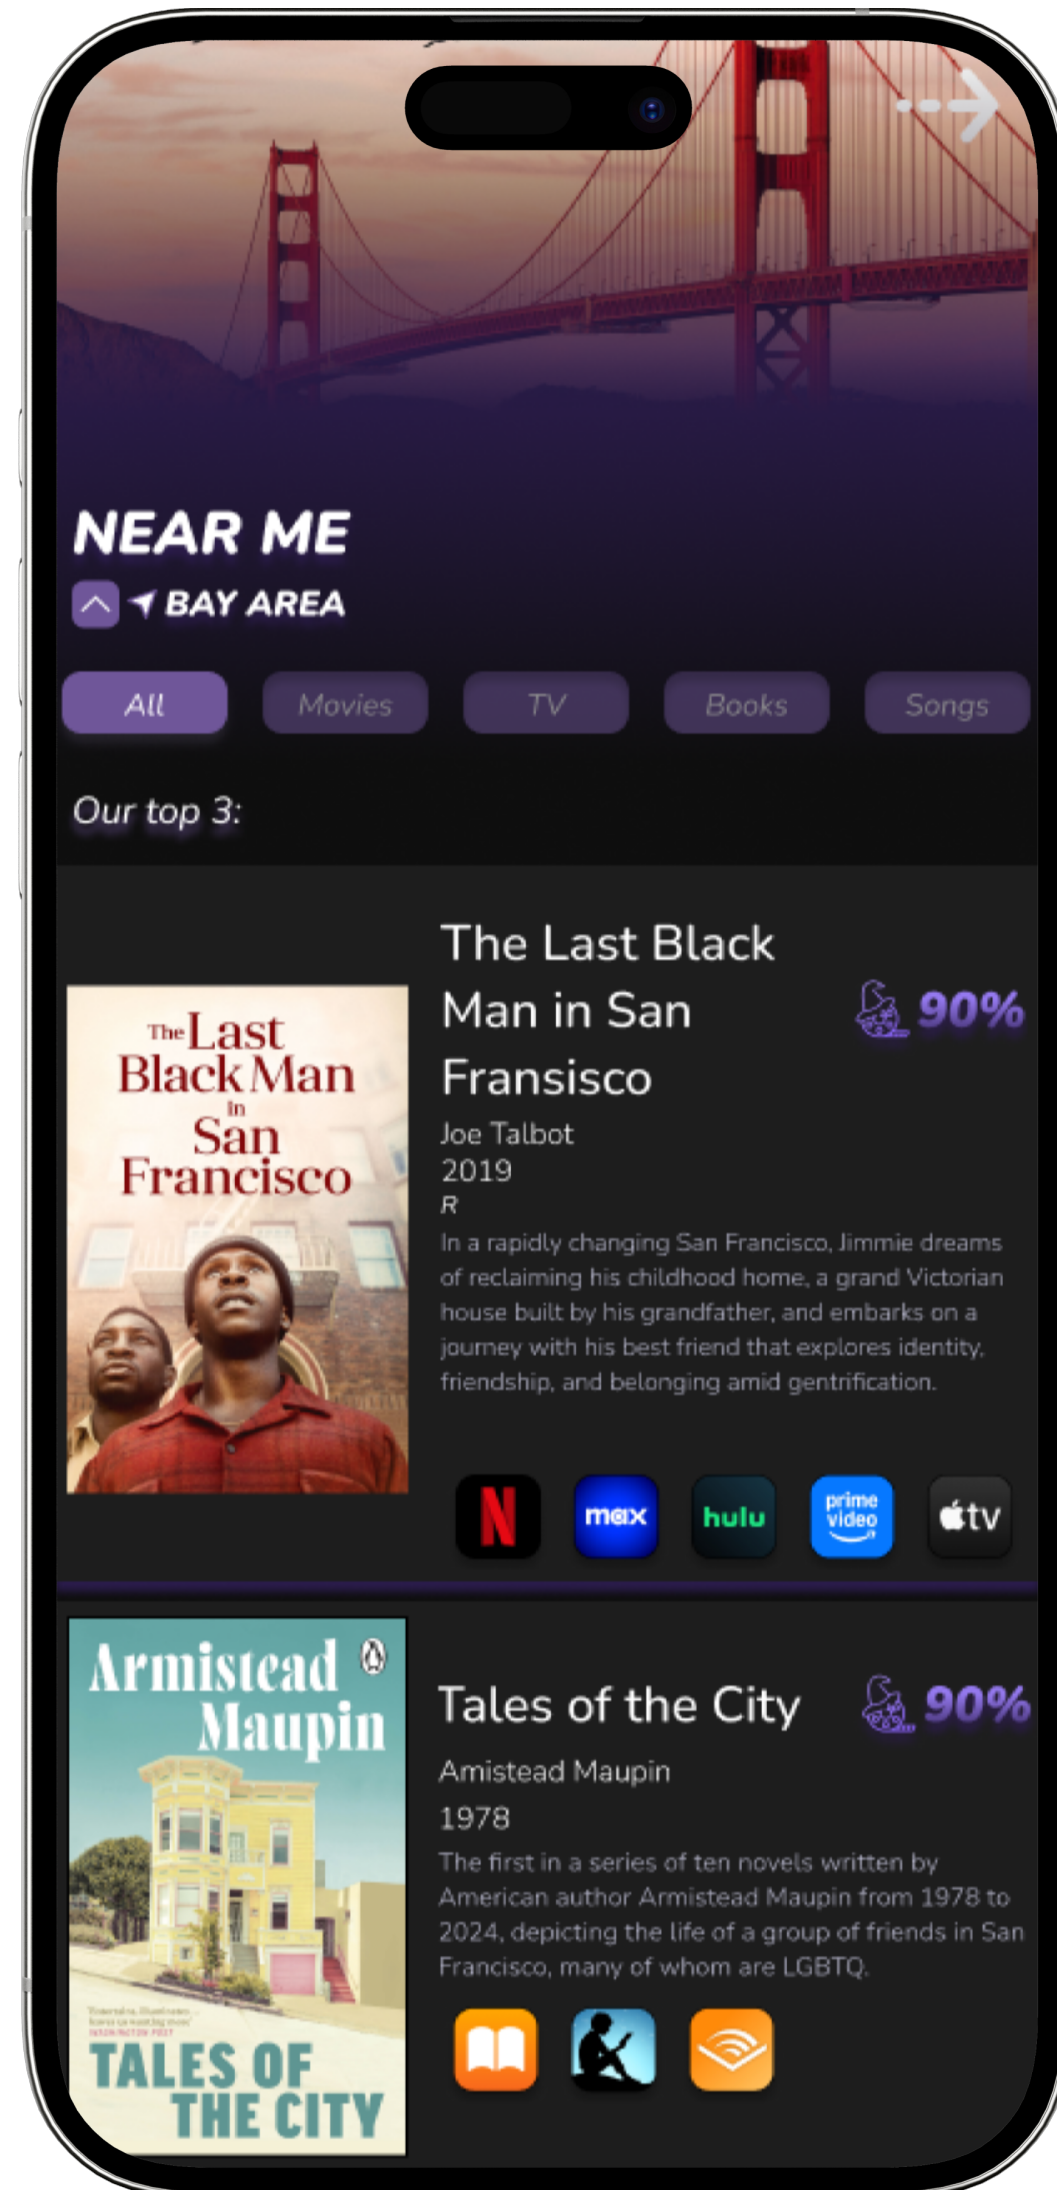 NEAR ME
BAY AREA
All
Movies
TV
Books
Songs
Our top 3:
The Last
Black Man
in
San
Francisco
The Last Black
Man in San
Fransisco
90%
Joe Talbot
2019
R
In a rapidly changing San Francisco, Jimmie dreams
of reclaiming his childhood home, a grand Victorian
house built by his grandfather, and embarks on a
journey with his best friend that explores identity,
friendship, and belonging amid gentrification.
N
max
hulu
prime
video
tv
Armistead
Maupin
WASHINGTON POST
TALES OF
THE CITY
Tales of the City
90%
Amistead Maupin
1978
The first in a series of ten novels written by
American author Armistead Maupin from 1978 to
2024, depicting the life of a group of friends in San
Francisco, many of whom are LGBTQ.